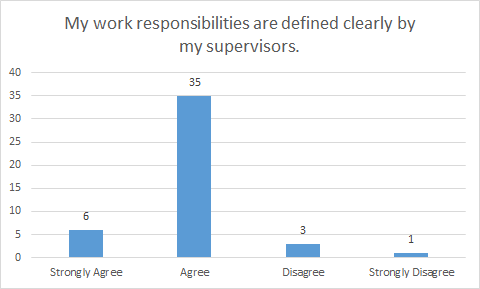 My work responsibilities are defined clearly by
my supervisors.
40
35
30
25
20
15
10
5
0
6
35
3
1
Strongly Agree
Agree
Disagree
Strongly Disagree